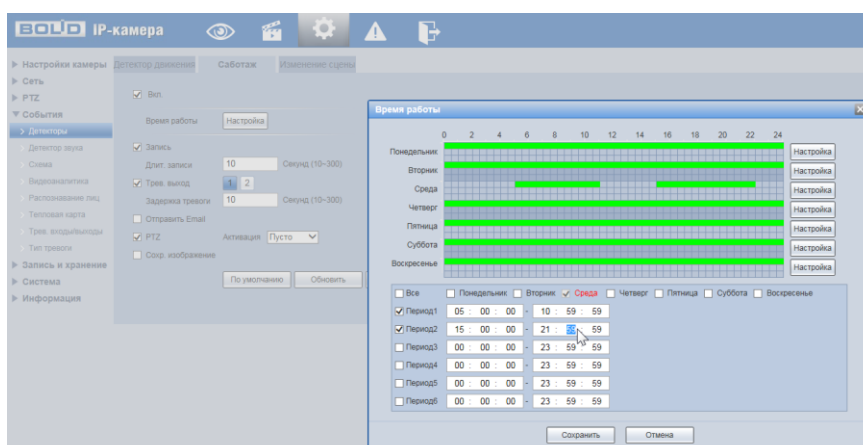 BOLID IP-камера
Настройки камеры
Сеть
PTZ
События
Детекторы
Детектор звука
Схема
Видеоналитика
Распознавание лиц
Тепловая карта
Трев. входы/выходы
Тип тревоги
Запись и хранение
Система
Информация
Детектор движения Саботаж Изменение сцены
Вкл.
Время работы Настройка
Запись
Длит. записи 10 Секунд (10~300)
Трев. выход 1 2
Задержка тревоги 10 Секунд (10~300)
Отправить Email
PTZ Активация Пусто
Сохр. изображение
По умолчанию Обновить
Время работы
0 2 4 6 8 10 12 14 16 18 20 22 24
Понедельник Настройка
Вторник Настройка
Среда Настройка
Четверг Настройка
Пятница Настройка
Суббота Настройка
Воскресенье Настройка
Все Понедельник Вторник Среда Четверг Пятница Суббота Воскресенье
Период1 05 : 00 : 00 - 10 : 59 : 59
Период2 15 : 00 : 00 - 21 : 59 : 59
Период3 00 : 00 : 00 - 23 : 59 : 59
Период4 00 : 00 : 00 - 23 : 59 : 59
Период5 00 : 00 : 00 - 23 : 59 : 59
Период6 00 : 00 : 00 - 23 : 59 : 59
Сохранить Отмена